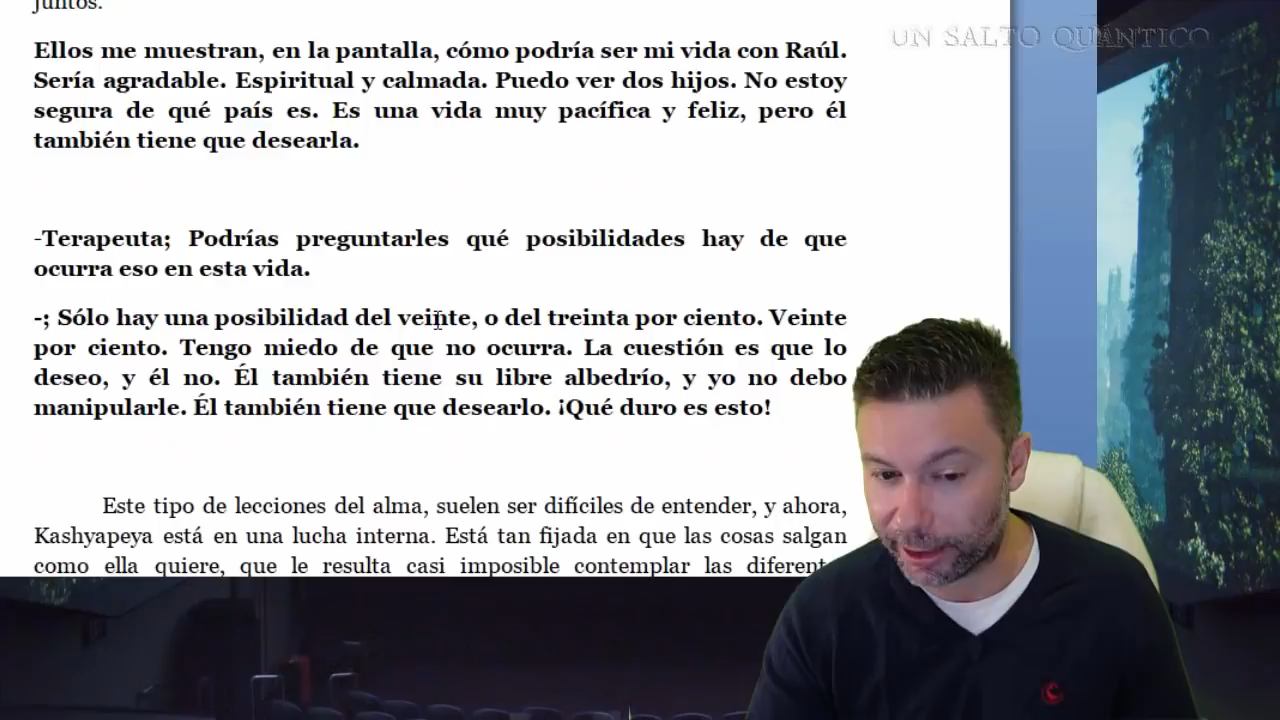 juntos.
UN SALTO QUÁNTICO
Ellos me muestran, en la pantalla, cómo podría ser mi vida con Raúl.
Sería agradable. Espiritual y calmada. Puedo ver dos hijos. No estoy
segura de qué país es. Es una vida muy pacífica y feliz, pero él
también tiene que desearla.
-Terapeuta; Podrías preguntarles qué posibilidades hay de que
ocurra eso en esta vida.
-; Sólo hay una posibilidad del veinte, o del treinta por ciento. Veinte
por ciento. Tengo miedo de que no ocurra. La cuestión es que lo
deseo, y él no. Él también tiene su libre albedrío, y yo no debo
manipularle. Él también tiene que desearlo. ¡Qué duro es esto!
Este tipo de lecciones del alma, suelen ser difíciles de entender, y ahora,
Kashyapeya está en una lucha interna. Está tan fijada en que las cosas salgan
como ella quiere, que le resulta casi imposible contemplar las